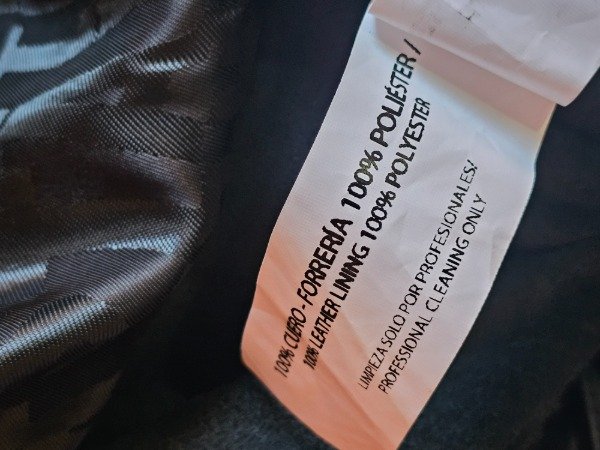 100% CUERO - FORRERÍA 100% POLIÉSTER /
100% LEATHER LINING 100% POLYESTER
LIMPIEZA SOLO POR PROFESIONALES/
PROFESSIONAL CLEANING ONLY